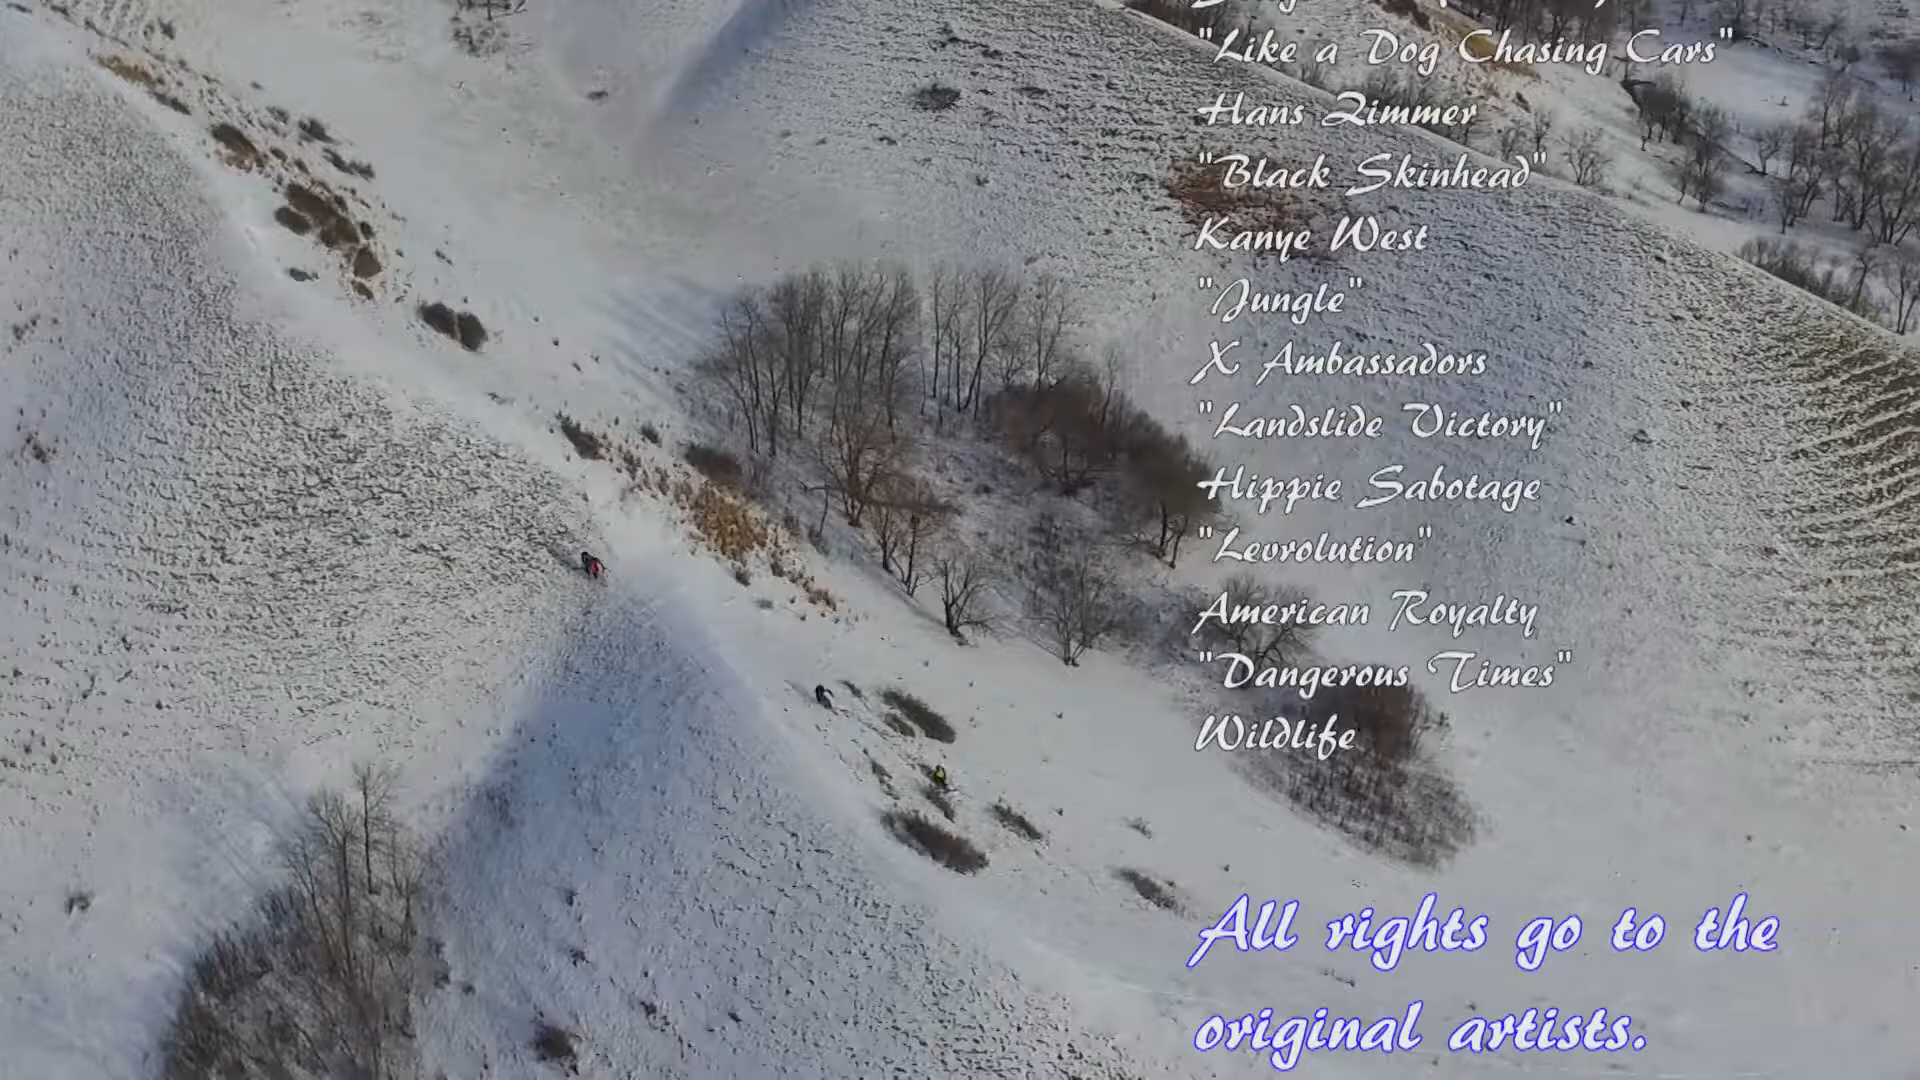 "Like a Dog Chasing Cars"
Hans Zimmer
"Black Skinhead"
Kanye West
"Jungle"
X Ambassadors
"Landslide Victory"
Hippie Sabotage
"Levrolution"
American Royalty
"Dangerous Times"
Wildlife
All rights go to the
original artists.